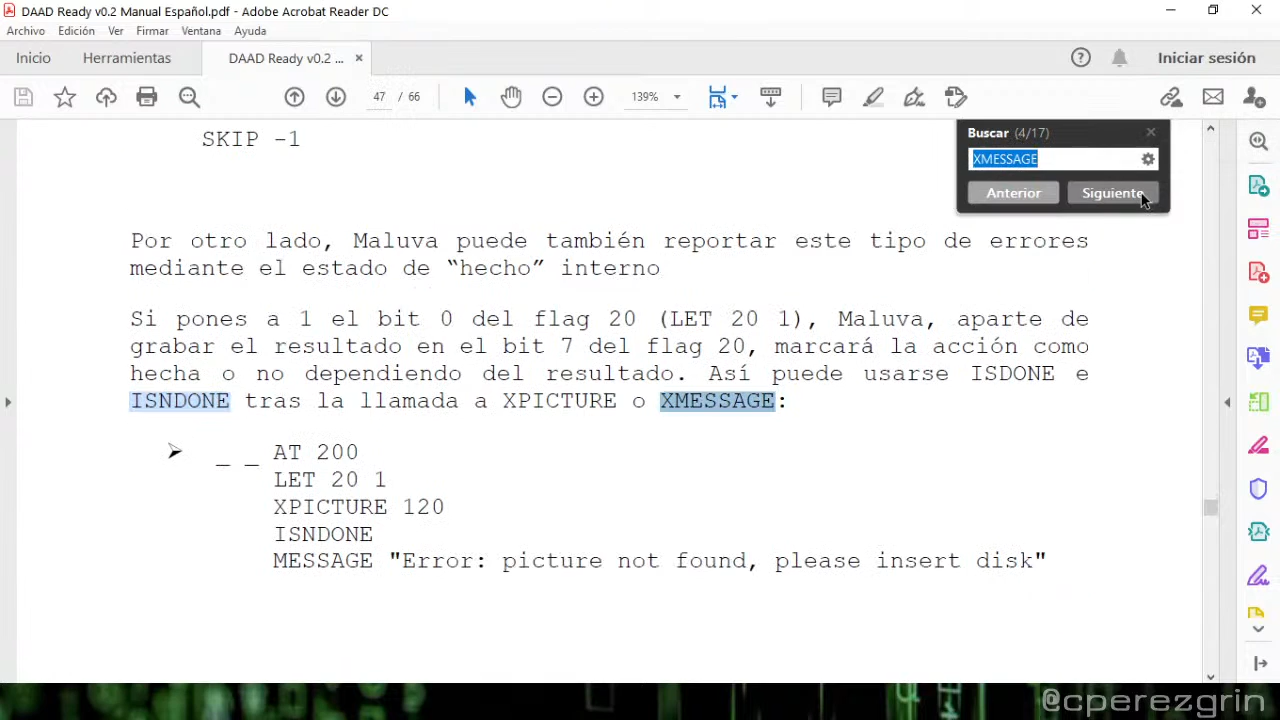 DAAD Ready v0.2 Manual Español.pdf - Adobe Acrobat Reader DC
Archivo Edición Ver Firmar Ventana Ayuda
Inicio Herramientas DAAD Ready v0.2 ... × Iniciar sesión
47 / 66 139%
Buscar (4/17)
XMESSAGE
Anterior Siguiente
SKIP -1
Por otro lado, Maluva puede también reportar este tipo de errores
mediante el estado de “hecho” interno
Si pones a 1 el bit 0 del flag 20 (LET 20 1), Maluva, aparte de
grabar el resultado en el bit 7 del flag 20, marcará la acción como
hecha o no dependiendo del resultado. Así puede usarse ISDONE e
ISNDONE tras la llamada a XPICTURE o XMESSAGE:
➢ _ _ AT 200
LET 20 1
XPICTURE 120
ISNDONE
MESSAGE "Error: picture not found, please insert disk"
@cperezgrin